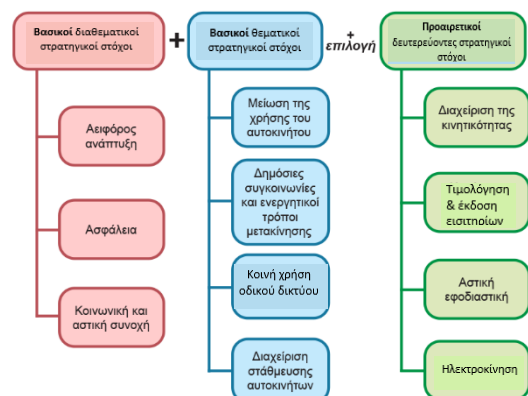 Βασικοί διαθεματικοί
στρατηγικοί στόχοι
+
Βασικοί θεματικοί
στρατηγικοί στόχοι
+
επιλογή
Προαιρετικοί
δευτερεύοντες στρατηγικοί
στόχοι
Αειφόρος
ανάπτυξη
Ασφάλεια
Κοινωνική και
αστική συνοχή
Μείωση της
χρήσης του
αυτοκινήτου
Δημόσιες
συγκοινωνίες
και ενεργητικοί
τρόποι
μετακίνησης
Κοινή χρήση
οδικού δικτύου
Διαχείριση
στάθμευσης
αυτοκινήτων
Διαχείριση της
κινητικότητας
Τιμολόγηση
& έκδοση
εισιτηρίων
Αστική
εφοδιαστική
Ηλεκτροκίνηση